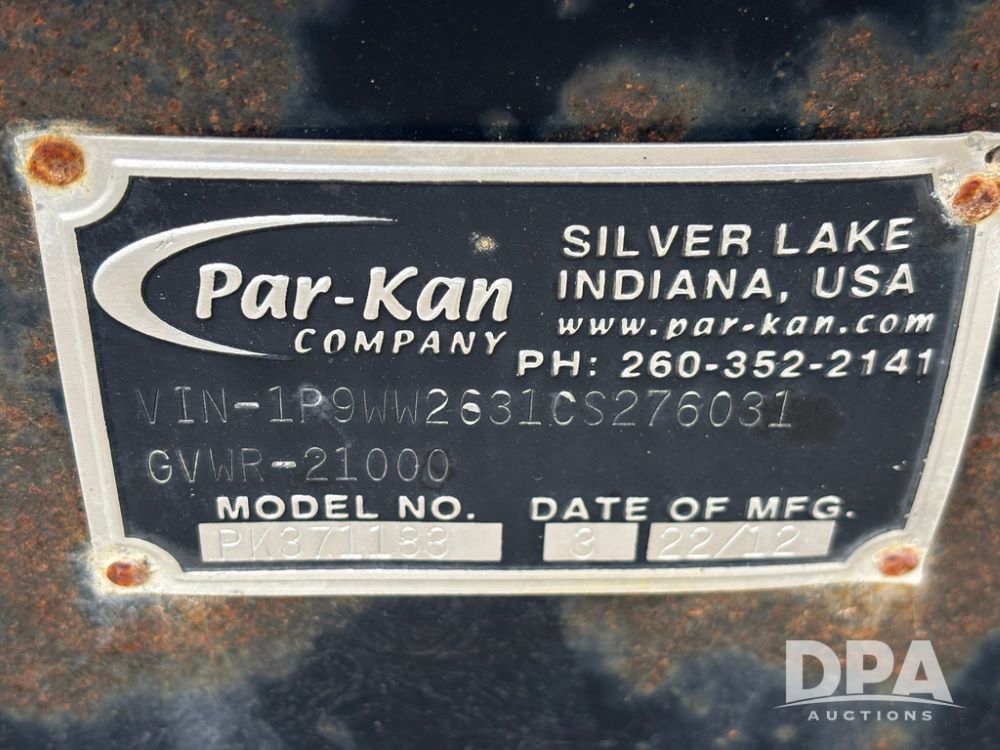 Par-Kan
COMPANY
SILVER LAKE
INDIANA, USA
www.par-kan.com
PH: 260-352-2141
VIN-1P9WW2631CS276031
GVWR-21000
MODEL NO. DATE OF MFG.
PK371183 3 22/12
DPA
AUCTIONS